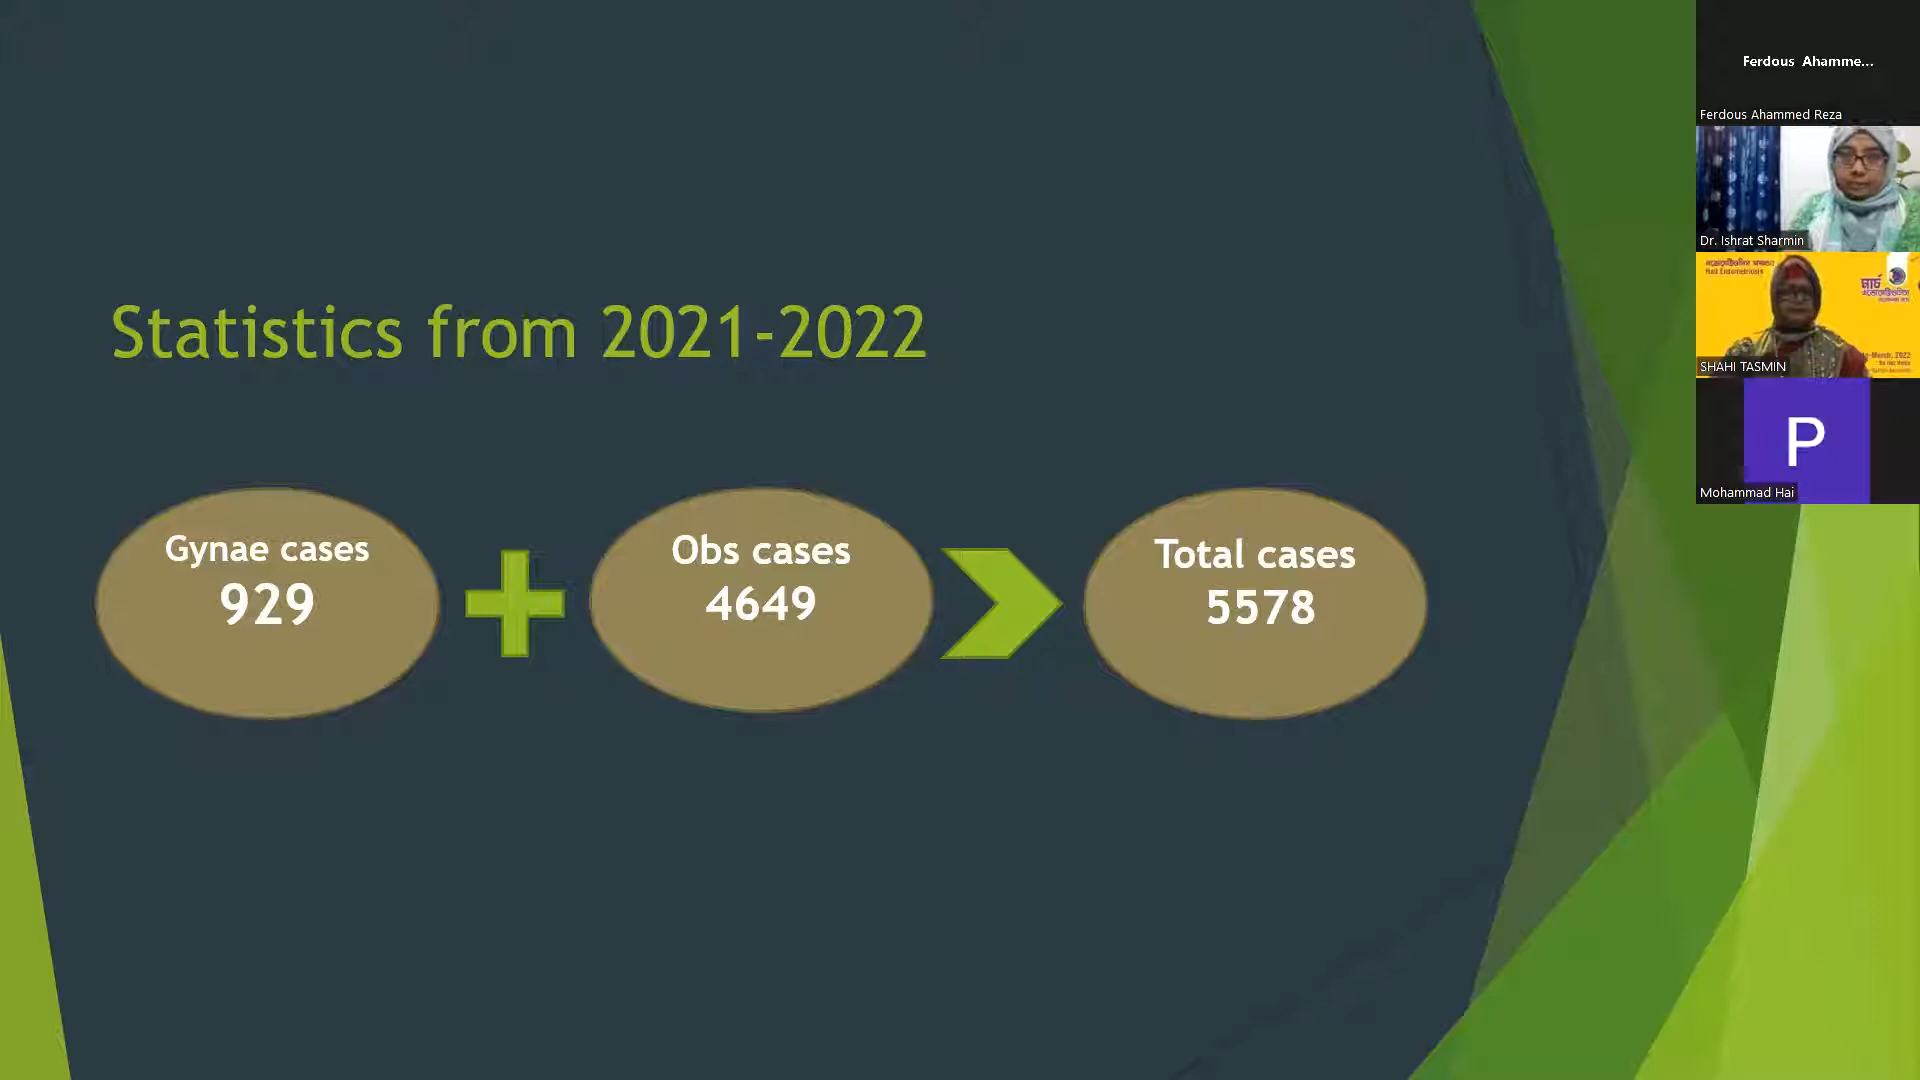 Statistics from 2021-2022
Gynae cases
929
Obs cases
4649
Total cases
5578
Ferdous Ahamme...
Ferdous Ahammed Reza
Dr. Ishrat Sharmin
মার্চ
SHAHI TASMIN
P
Mohammad Hai